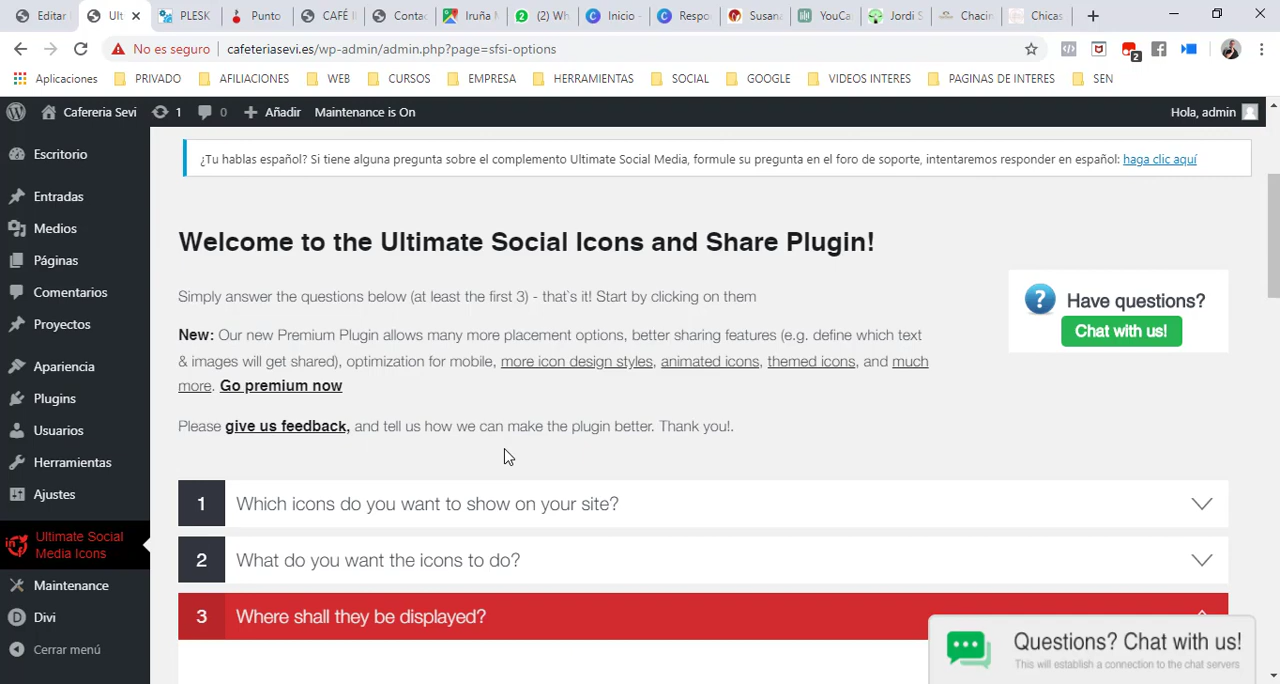 Editar
Ult
PLESK
Punto
CAFÉ I
Conta
Iruña M
(2) Wh
Inicio -
Respo
Susan
YouCa
Jordi S
Chacin
Chicas
No es seguro
cafeteriasevi.es/wp-admin/admin.php?page=sfsi-options
2
Aplicaciones
PRIVADO
AFILIACIONES
WEB
CURSOS
EMPRESA
HERRAMIENTAS
SOCIAL
GOOGLE
VIDEOS INTERES
PAGINAS DE INTERES
SEN
Cafereria Sevi
1
0
Añadir
Maintenance is On
Hola, admin
Escritorio
Entradas
Medios
Páginas
Comentarios
Proyectos
Apariencia
Plugins
Usuarios
Herramientas
Ajustes
Ultimate Social
Media Icons
Maintenance
Divi
Cerrar menú
¿Tu hablas español? Si tiene alguna pregunta sobre el complemento Ultimate Social Media, formule su pregunta en el foro de soporte, intentaremos responder en español: haga clic aquí
Welcome to the Ultimate Social Icons and Share Plugin!
Simply answer the questions below (at least the first 3) - that`s it! Start by clicking on them
New: Our new Premium Plugin allows many more placement options, better sharing features (e.g. define which text
& images will get shared), optimization for mobile, more icon design styles, animated icons, themed icons, and much
more. Go premium now
Please give us feedback, and tell us how we can make the plugin better. Thank you!.
Have questions?
Chat with us!
1 Which icons do you want to show on your site?
2 What do you want the icons to do?
3 Where shall they be displayed?
Questions? Chat with us!
This will establish a connection to the chat servers